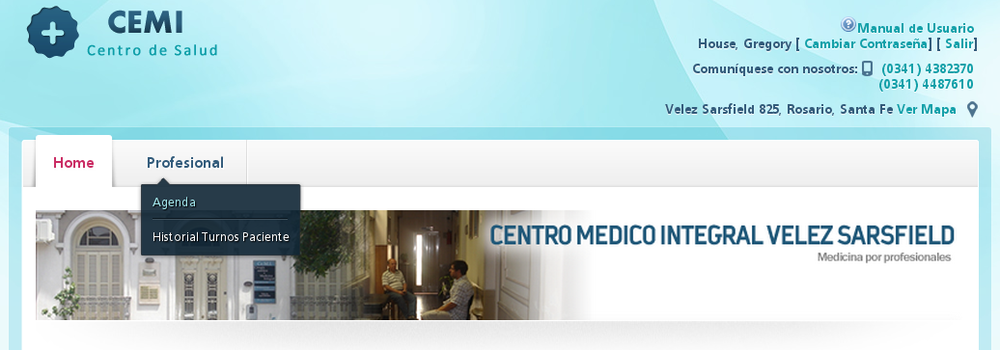 CEMI
Centro de Salud
Manual de Usuario
House, Gregory [ Cambiar Contraseña] [ Salir]
Comuníquese con nosotros: (0341) 4382370
(0341) 4487610
Velez Sarsfield 825, Rosario, Santa Fe Ver Mapa
Home Profesional
Agenda
Historial Turnos Paciente
CENTRO MEDICO INTEGRAL VELEZ SARSFIELD
Medicina por profesionales